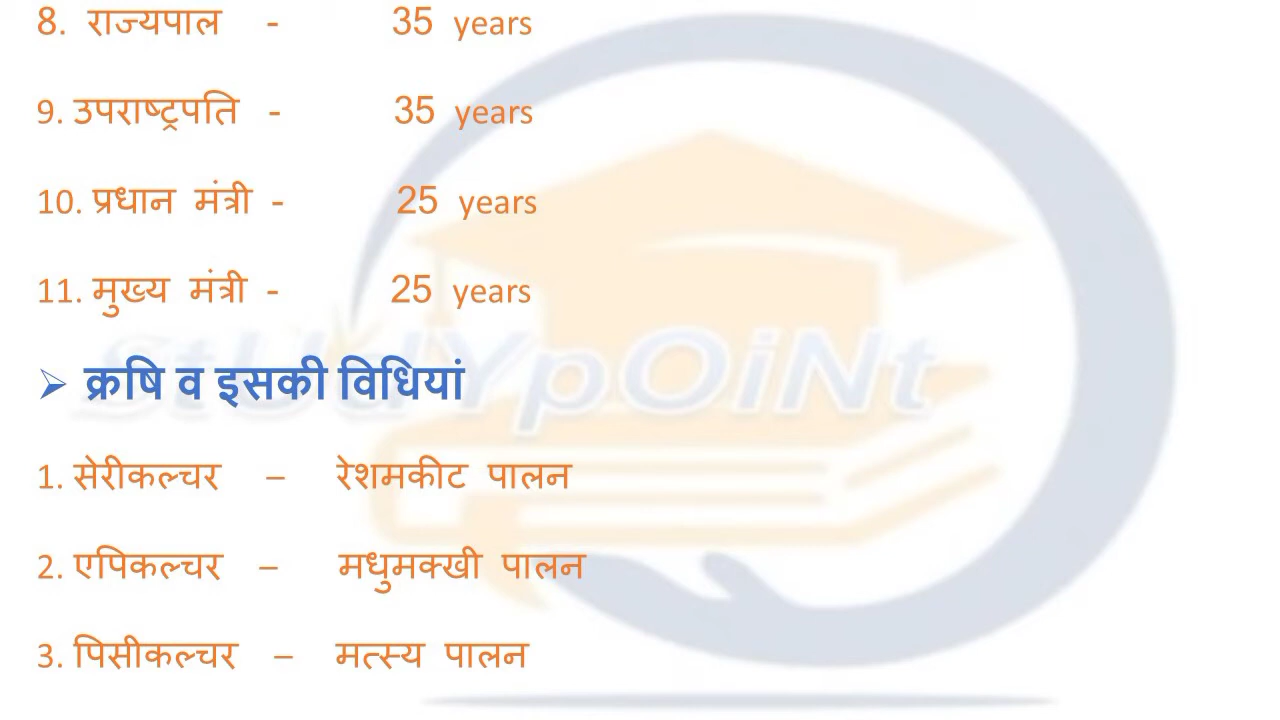 8. राज्यपाल - 35 years
9. उपराष्ट्रपति - 35 years
10. प्रधान मंत्री - 25 years
11. मुख्य मंत्री - 25 years
➢ क्रषि व इसकी विधियां
StUdYpOiNt
1. सेरीकल्चर – रेशमकीट पालन
2. एपिकल्चर – मधुमक्खी पालन
3. पिसीकल्चर – मत्स्य पालन